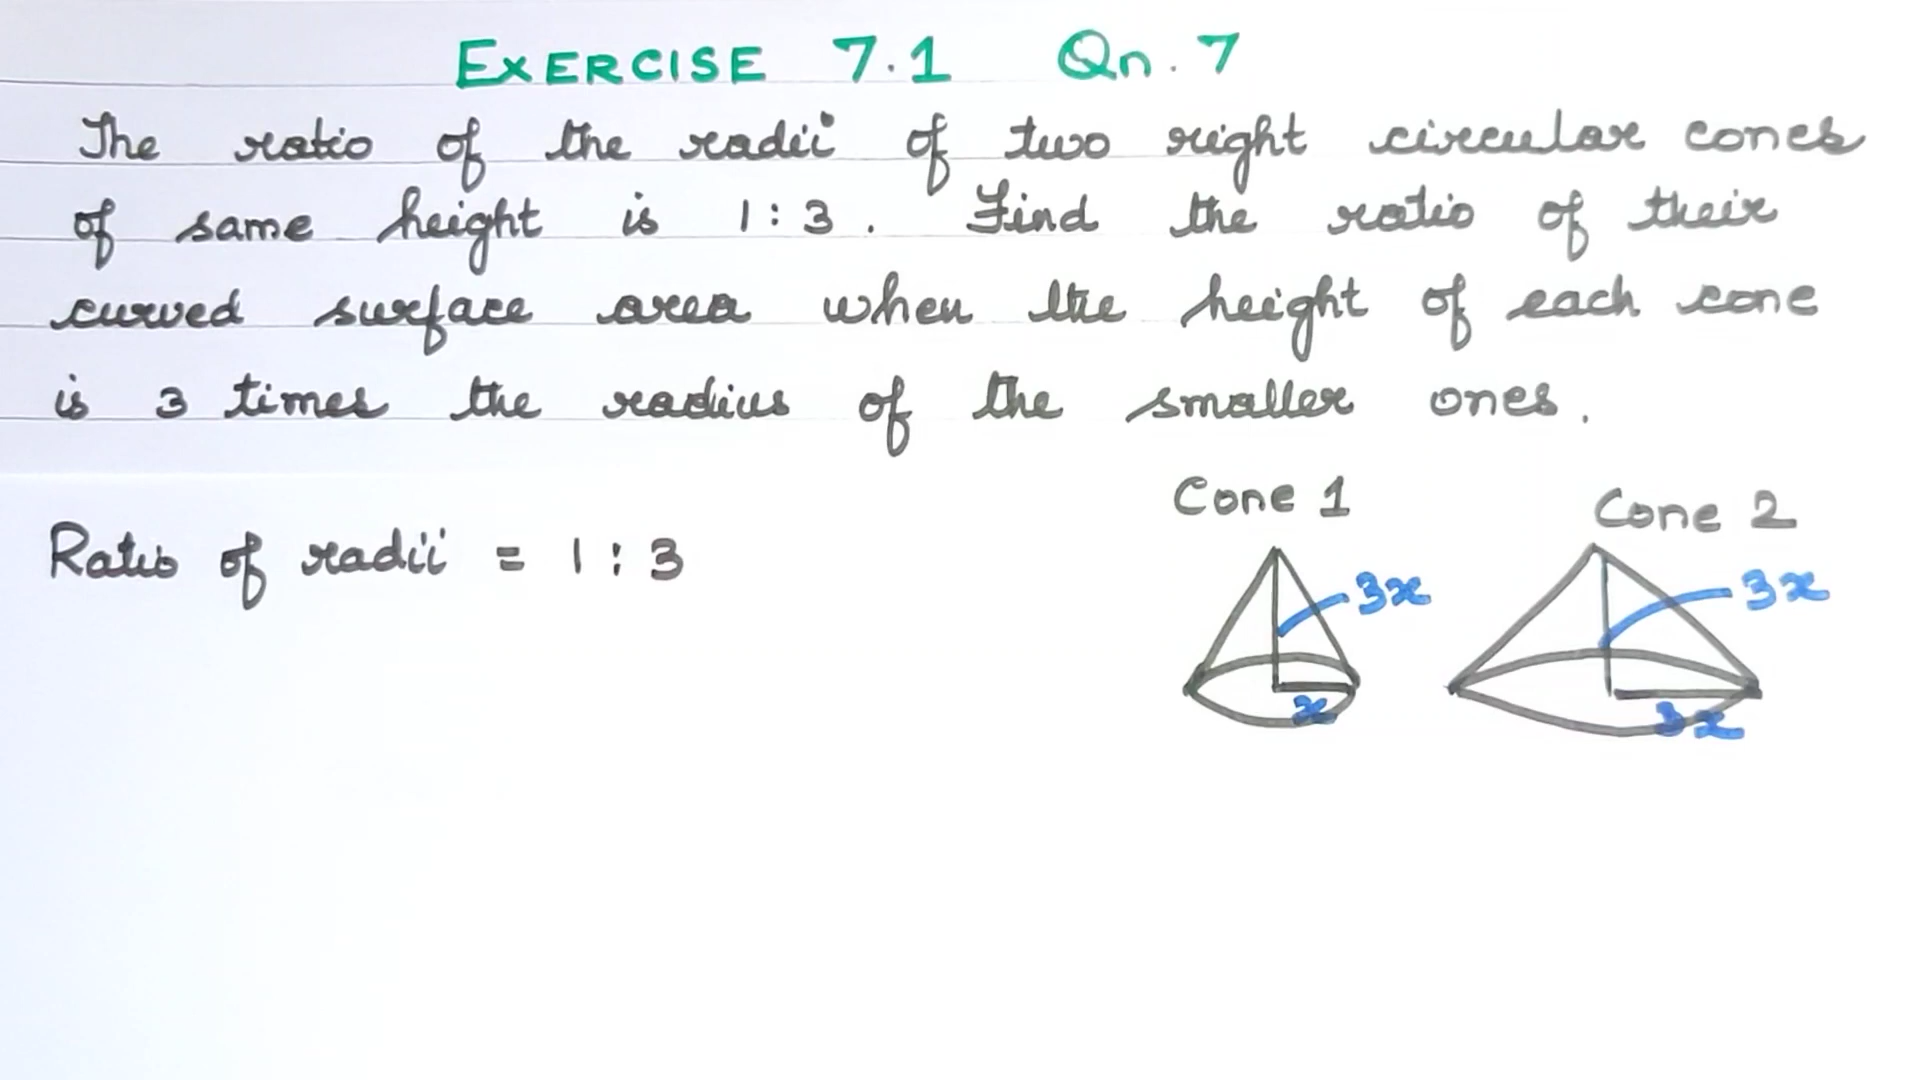 EXERCISE 7.1 Qn. 7
The ratio of the radii of two right circular cones
of same height is 1 : 3 . Find the ratio of their
curved surface area when the height of each cone
is 3 times the radius of the smaller ones.
Cone 1
Cone 2
Ratio of radii = 1 : 3
3x
3x
x
3x